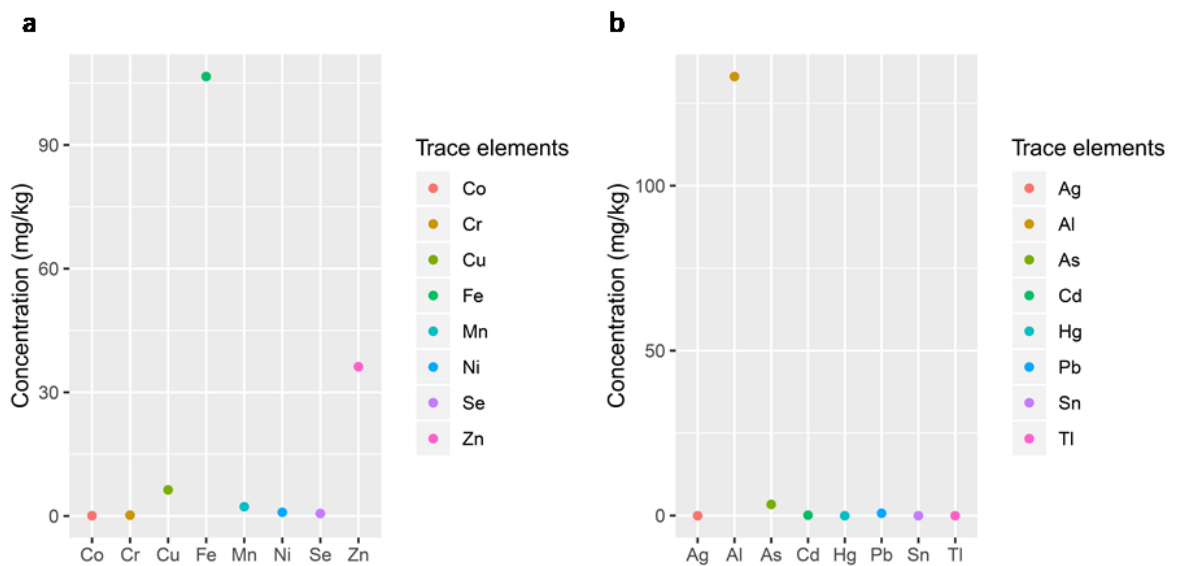 a
Concentration (mg/kg)
90
60
30
0
Co Cr Cu Fe Mn Ni Se Zn
Trace elements
Co
Cr
Cu
Fe
Mn
Ni
Se
Zn
b
Concentration (mg/kg)
100
50
0
Ag Al As Cd Hg Pb Sn Tl
Trace elements
Ag
Al
As
Cd
Hg
Pb
Sn
Tl